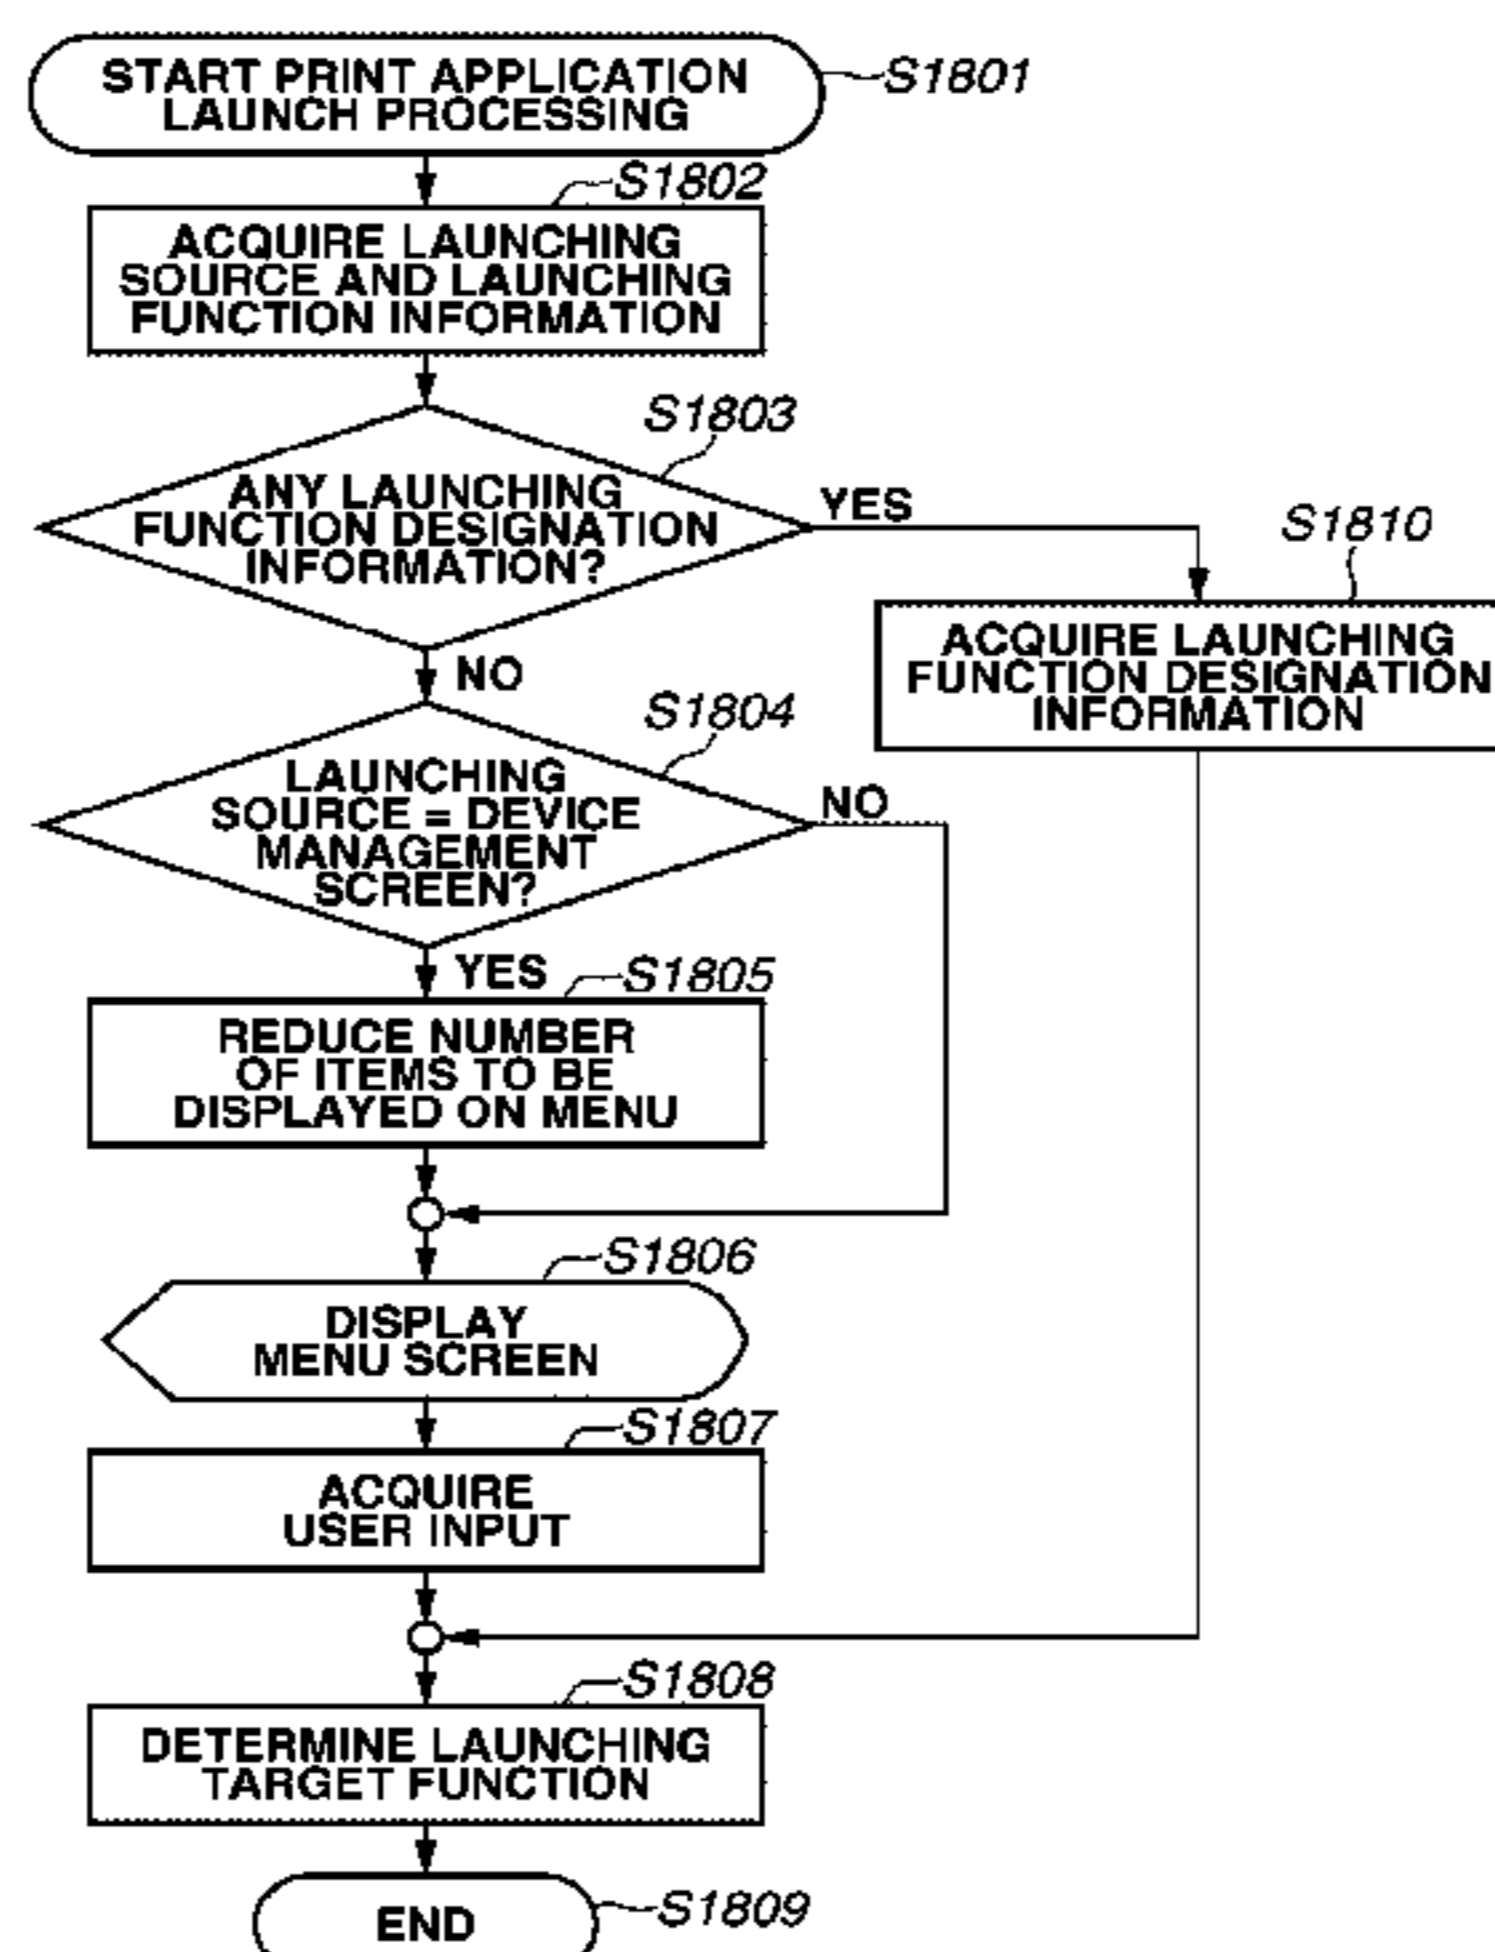 START PRINT APPLICATION
LAUNCH PROCESSING
S1801
S1802
ACQUIRE LAUNCHING
SOURCE AND LAUNCHING
FUNCTION INFORMATION
S1803
ANY LAUNCHING
FUNCTION DESIGNATION
INFORMATION?
YES
S1810
ACQUIRE LAUNCHING
FUNCTION DESIGNATION
INFORMATION
NO
S1804
LAUNCHING
SOURCE = DEVICE
MANAGEMENT
SCREEN?
NO
YES
S1805
REDUCE NUMBER
OF ITEMS TO BE
DISPLAYED ON MENU
S1806
DISPLAY
MENU SCREEN
S1807
ACQUIRE
USER INPUT
S1808
DETERMINE LAUNCHING
TARGET FUNCTION
END
S1809